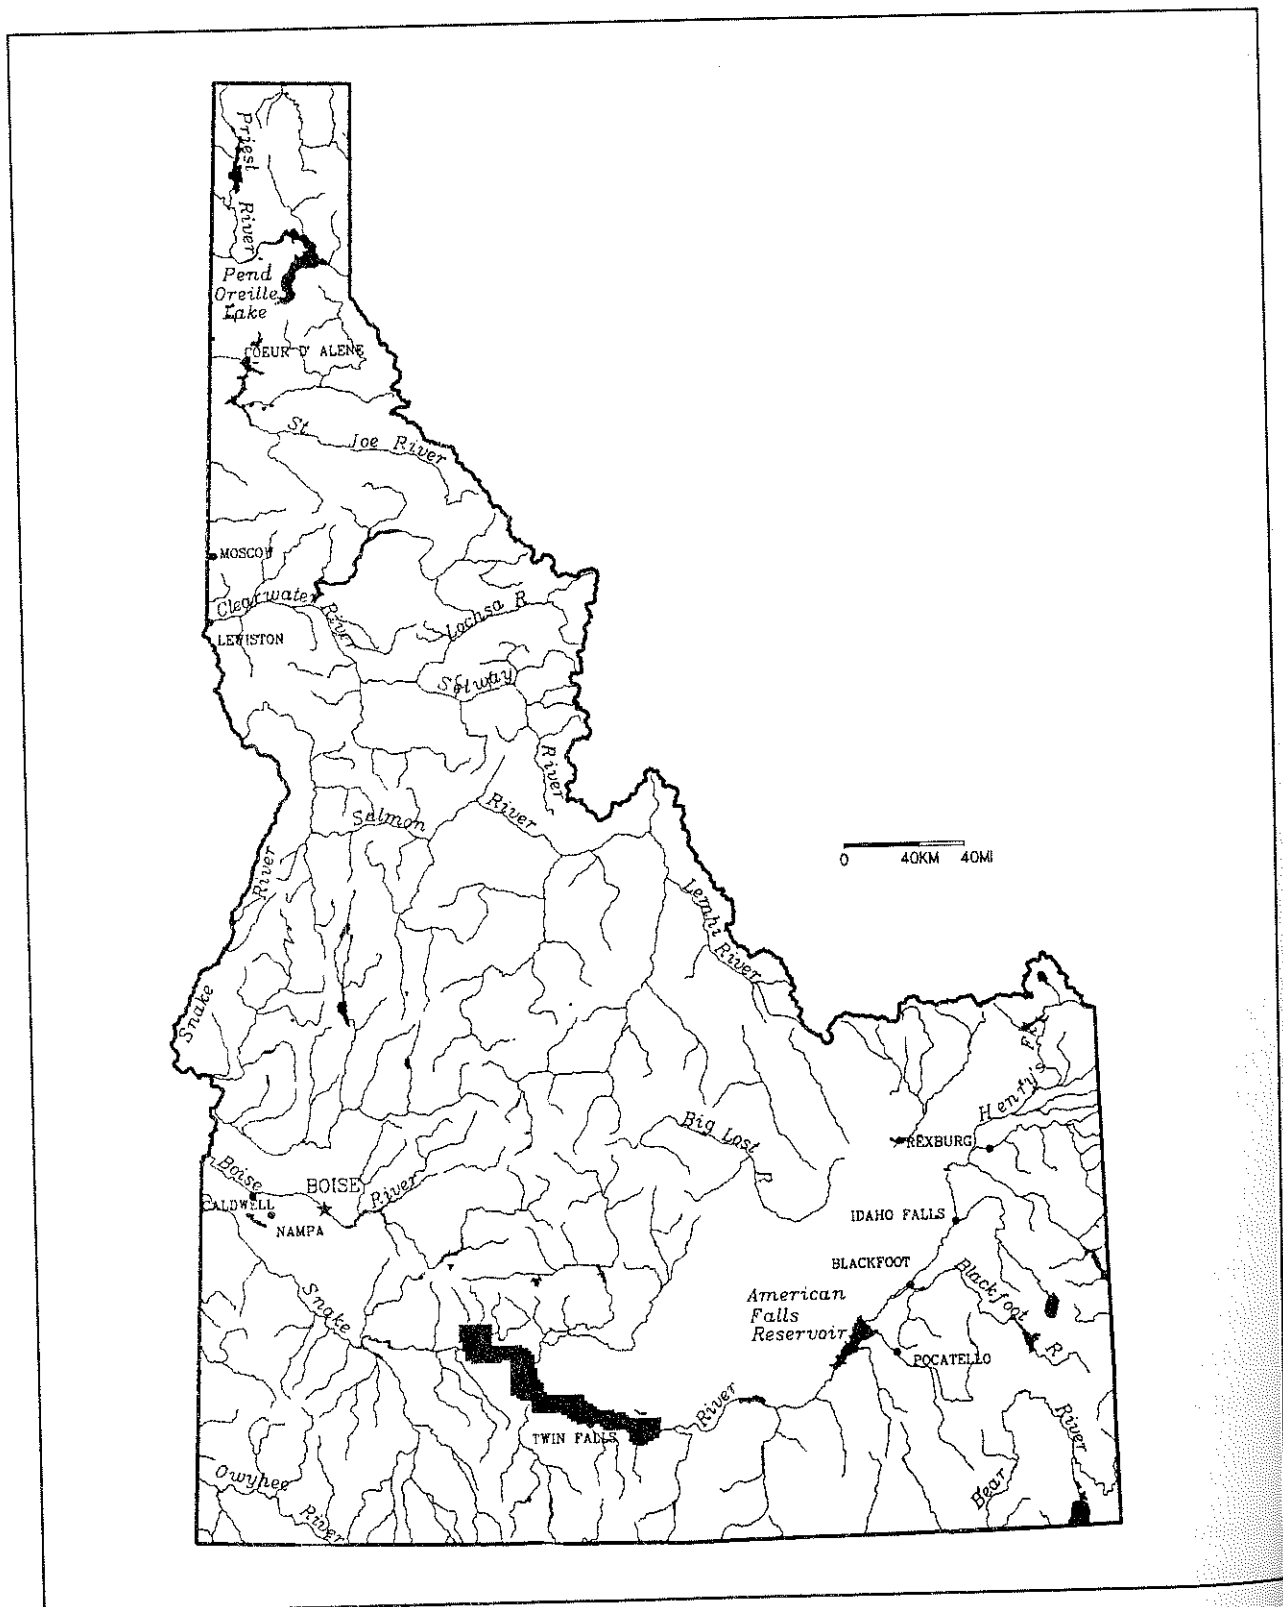 Priest River
Pend
Oreille
Lake
COEUR D' ALENE
St Joe River
MOSCOW
Clearwater River
Lochsa R
LEWISTON
Selway River
Salmon River
0 40KM 40MI
Snake River
Lemhi River
Henry's FK
Big Lost R
REXBURG
Boise River
BOISE
CALDWELL
NAMPA
IDAHO FALLS
BLACKFOOT
Blackfoot R
American
Falls
Reservoir
POCATELLO
Snake River
TWIN FALLS
Bear River
Owyhee River